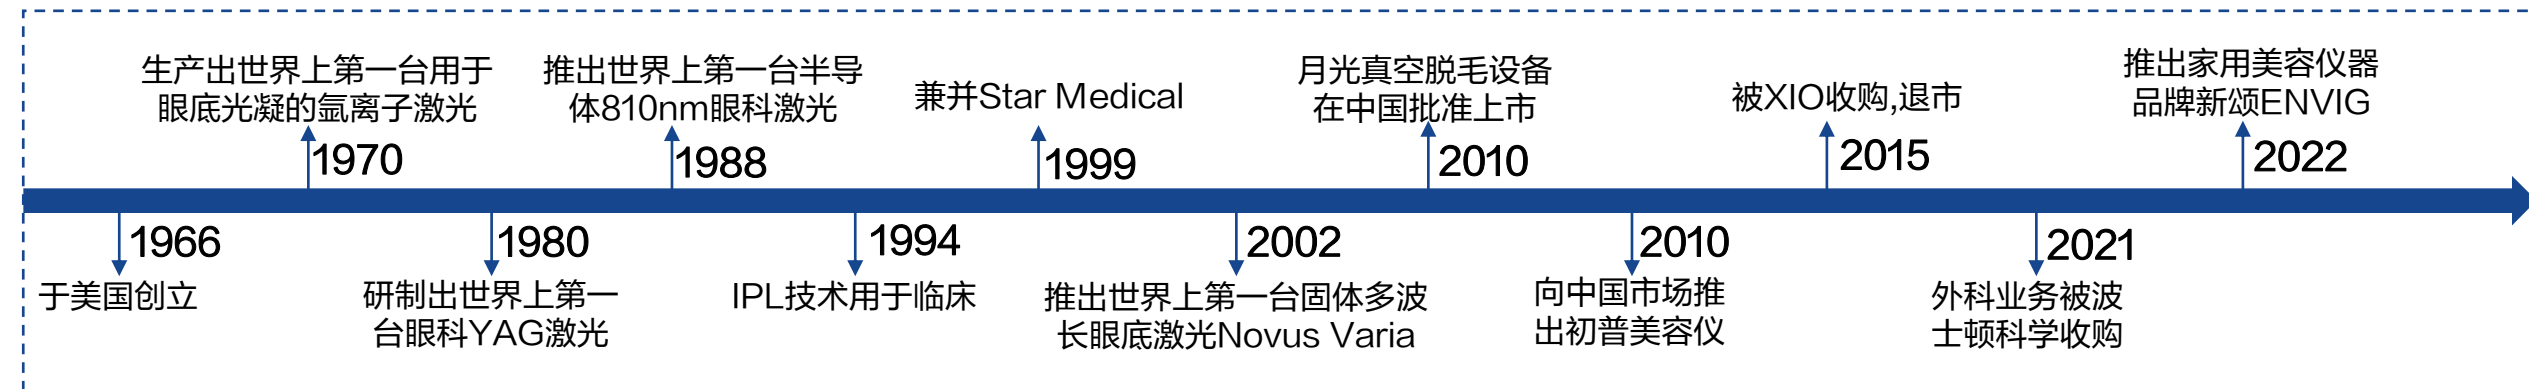 生产出世界上第一台用于
眼底光凝的氩离子激光
1970
推出世界上第一台半导
体810nm眼科激光
1988
兼并Star Medical
1999
月光真空脱毛设备
在中国批准上市
2010
被XIO收购,退市
2015
推出家用美容仪器
品牌新颂ENVIG
2022
1966
于美国创立
1980
研制出世界上第一
台眼科YAG激光
1994
IPL技术用于临床
2002
推出世界上第一台固体多波
长眼底激光Novus Varia
2010
向中国市场推
出初普美容仪
2021
外科业务被波
士顿科学收购